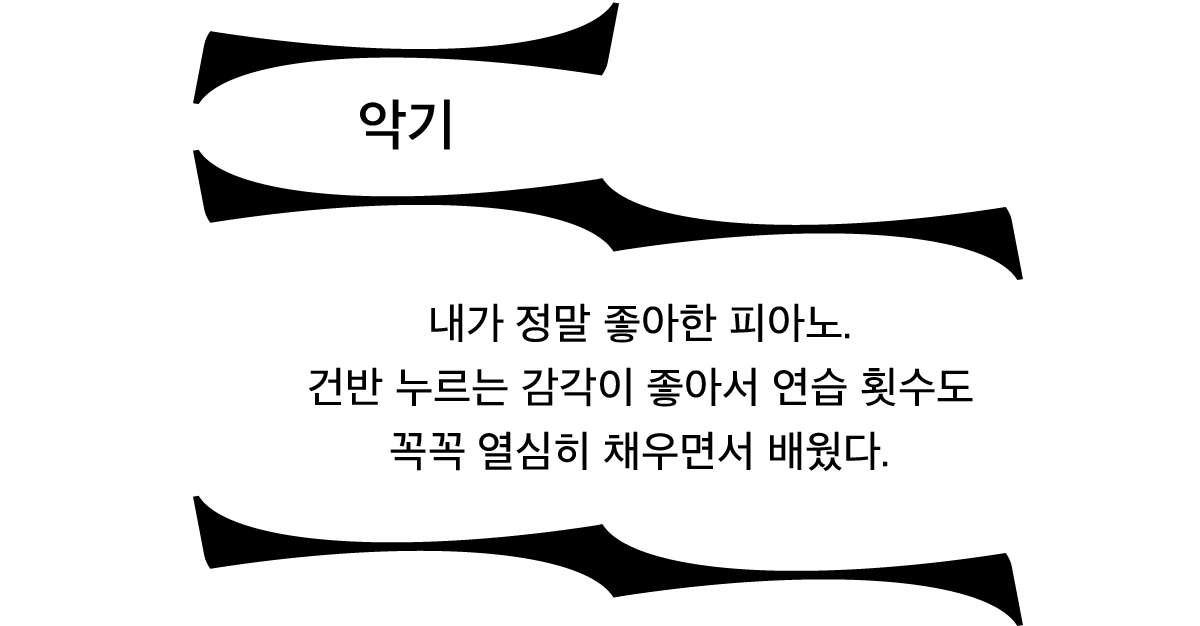 악기
내가 정말 좋아한 피아노.
건반 누르는 감각이 좋아서 연습 횟수도
꼭꼭 열심히 채우면서 배웠다.